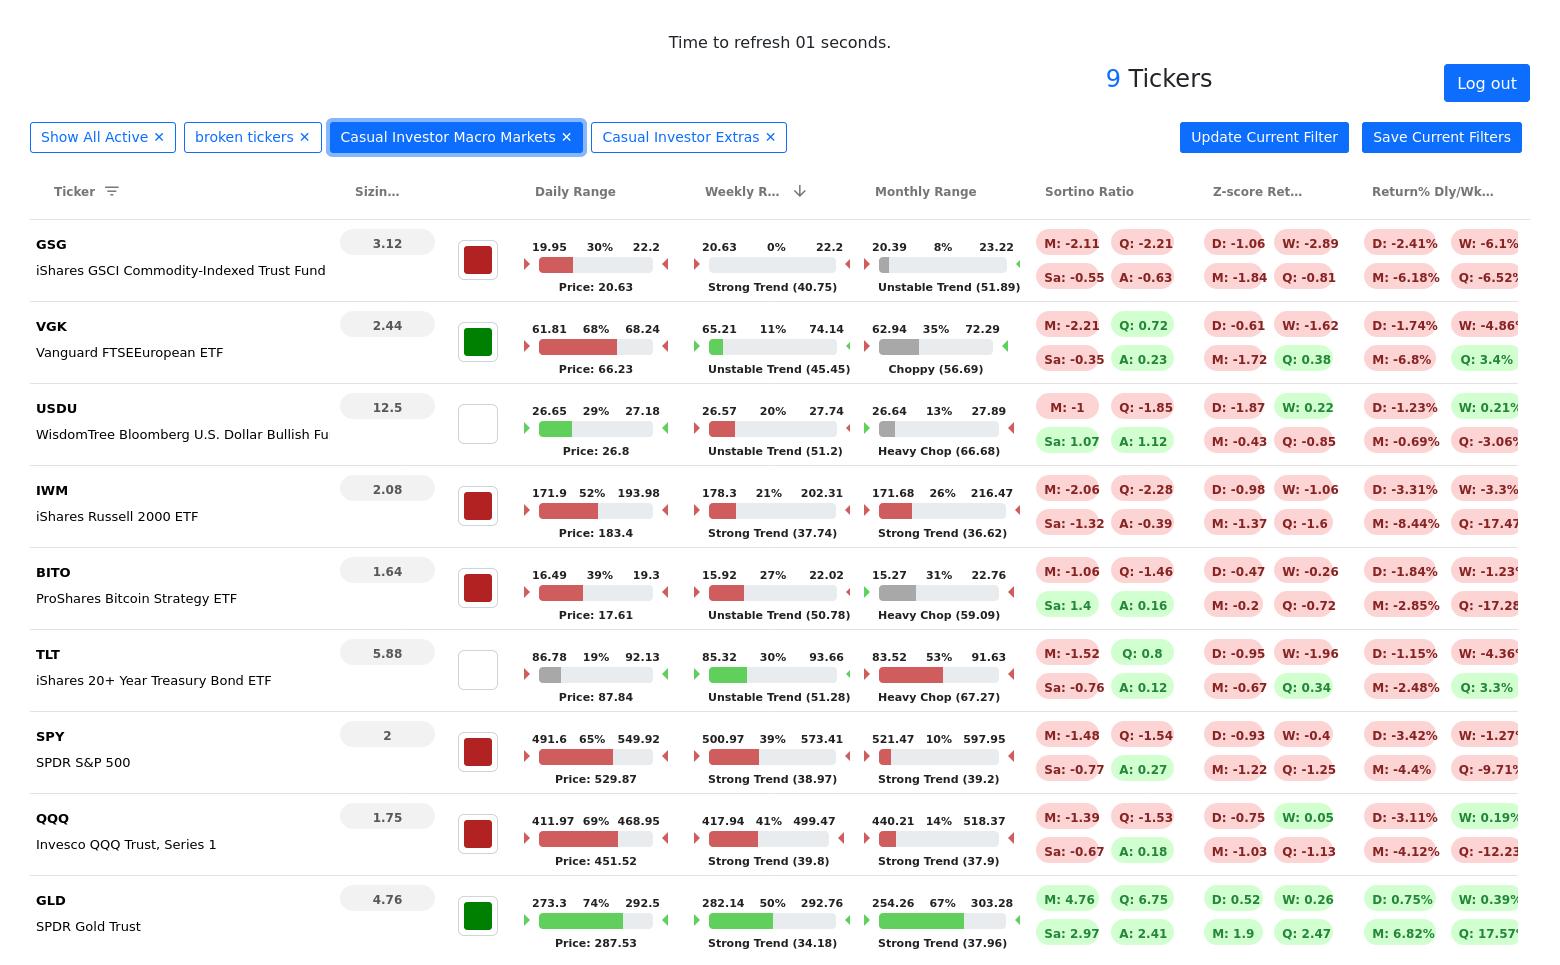 Time to refresh 01 seconds.
9 Tickers
Log out
Show All Active ✕ broken tickers ✕ Casual Investor Macro Markets ✕ Casual Investor Extras ✕ Update Current Filter Save Current Filters
Ticker Sizin... Daily Range Weekly R... Monthly Range Sortino Ratio Z-score Ret... Return% Dly/Wk...
GSG 3.12 19.95 30% 22.2 20.63 0% 22.2 20.39 8% 23.22 M: -2.11 Q: -2.21 D: -1.06 W: -2.89 D: -2.41% W: -6.1%
iShares GSCI Commodity-Indexed Trust Fund Sa: -0.55 A: -0.63 M: -1.84 Q: -0.81 M: -6.18% Q: -6.52%
Price: 20.63 Strong Trend (40.75) Unstable Trend (51.89)
VGK 2.44 61.81 68% 68.24 65.21 11% 74.14 62.94 35% 72.29 M: -2.21 Q: 0.72 D: -0.61 W: -1.62 D: -1.74% W: -4.86%
Vanguard FTSEEuropean ETF Sa: -0.35 A: 0.23 M: -1.72 Q: 0.38 M: -6.8% Q: 3.4%
Price: 66.23 Unstable Trend (45.45) Choppy (56.69)
USDU 12.5 26.65 29% 27.18 26.57 20% 27.74 26.64 13% 27.89 M: -1 Q: -1.85 D: -1.87 W: 0.22 D: -1.23% W: 0.21%
WisdomTree Bloomberg U.S. Dollar Bullish Fu Sa: 1.07 A: 1.12 M: -0.43 Q: -0.85 M: -0.69% Q: -3.06%
Price: 26.8 Unstable Trend (51.2) Heavy Chop (66.68)
IWM 2.08 171.9 52% 193.98 178.3 21% 202.31 171.68 26% 216.47 M: -2.06 Q: -2.28 D: -0.98 W: -1.06 D: -3.31% W: -3.3%
iShares Russell 2000 ETF Sa: -1.32 A: -0.39 M: -1.37 Q: -1.6 M: -8.44% Q: -17.47
Price: 183.4 Strong Trend (37.74) Strong Trend (36.62)
BITO 1.64 16.49 39% 19.3 15.92 27% 22.02 15.27 31% 22.76 M: -1.06 Q: -1.46 D: -0.47 W: -0.26 D: -1.84% W: -1.23%
ProShares Bitcoin Strategy ETF Sa: 1.4 A: 0.16 M: -0.2 Q: -0.72 M: -2.85% Q: -17.28
Price: 17.61 Unstable Trend (50.78) Heavy Chop (59.09)
TLT 5.88 86.78 19% 92.13 85.32 30% 93.66 83.52 53% 91.63 M: -1.52 Q: 0.8 D: -0.95 W: -1.96 D: -1.15% W: -4.36%
iShares 20+ Year Treasury Bond ETF Sa: -0.76 A: 0.12 M: -0.67 Q: 0.34 M: -2.48% Q: 3.3%
Price: 87.84 Unstable Trend (51.28) Heavy Chop (67.27)
SPY 2 491.6 65% 549.92 500.97 39% 573.41 521.47 10% 597.95 M: -1.48 Q: -1.54 D: -0.93 W: -0.4 D: -3.42% W: -1.27%
SPDR S&P 500 Sa: -0.77 A: 0.27 M: -1.22 Q: -1.25 M: -4.4% Q: -9.71%
Price: 529.87 Strong Trend (38.97) Strong Trend (39.2)
QQQ 1.75 411.97 69% 468.95 417.94 41% 499.47 440.21 14% 518.37 M: -1.39 Q: -1.53 D: -0.75 W: 0.05 D: -3.11% W: 0.19%
Invesco QQQ Trust, Series 1 Sa: -0.67 A: 0.18 M: -1.03 Q: -1.13 M: -4.12% Q: -12.23
Price: 451.52 Strong Trend (39.8) Strong Trend (37.9)
GLD 4.76 273.3 74% 292.5 282.14 50% 292.76 254.26 67% 303.28 M: 4.76 Q: 6.75 D: 0.52 W: 0.26 D: 0.75% W: 0.39%
SPDR Gold Trust Sa: 2.97 A: 2.41 M: 1.9 Q: 2.47 M: 6.82% Q: 17.57%
Price: 287.53 Strong Trend (34.18) Strong Trend (37.96)